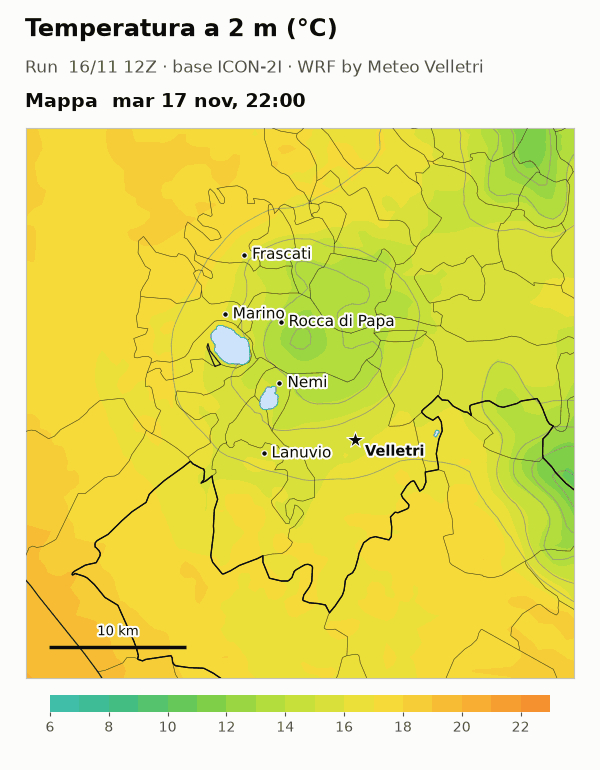 Temperatura a 2 m (°C)
Run  16/11 12Z · base ICON-2I · WRF by Meteo Velletri
Mappa  mar 17 nov, 22:00
Frascati
Marino
Rocca di Papa
Nemi
Velletri
Lanuvio
10 km
6 8 10 12 14 16 18 20 22